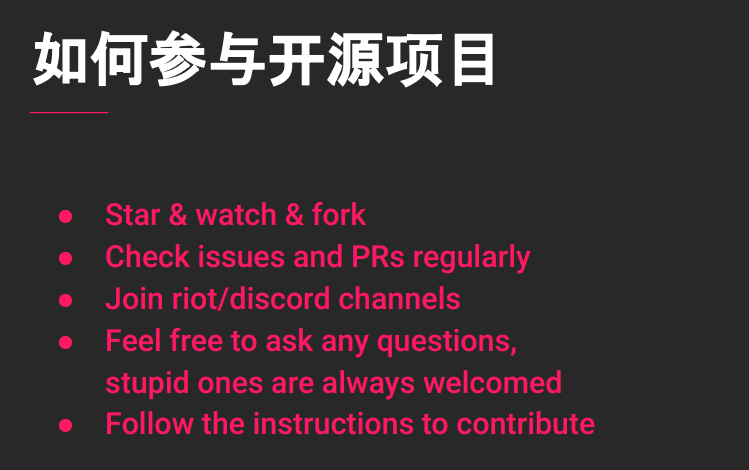 如何参与开源项目
● Star & watch & fork
● Check issues and PRs regularly
● Join riot/discord channels
● Feel free to ask any questions,
stupid ones are always welcomed
● Follow the instructions to contribute